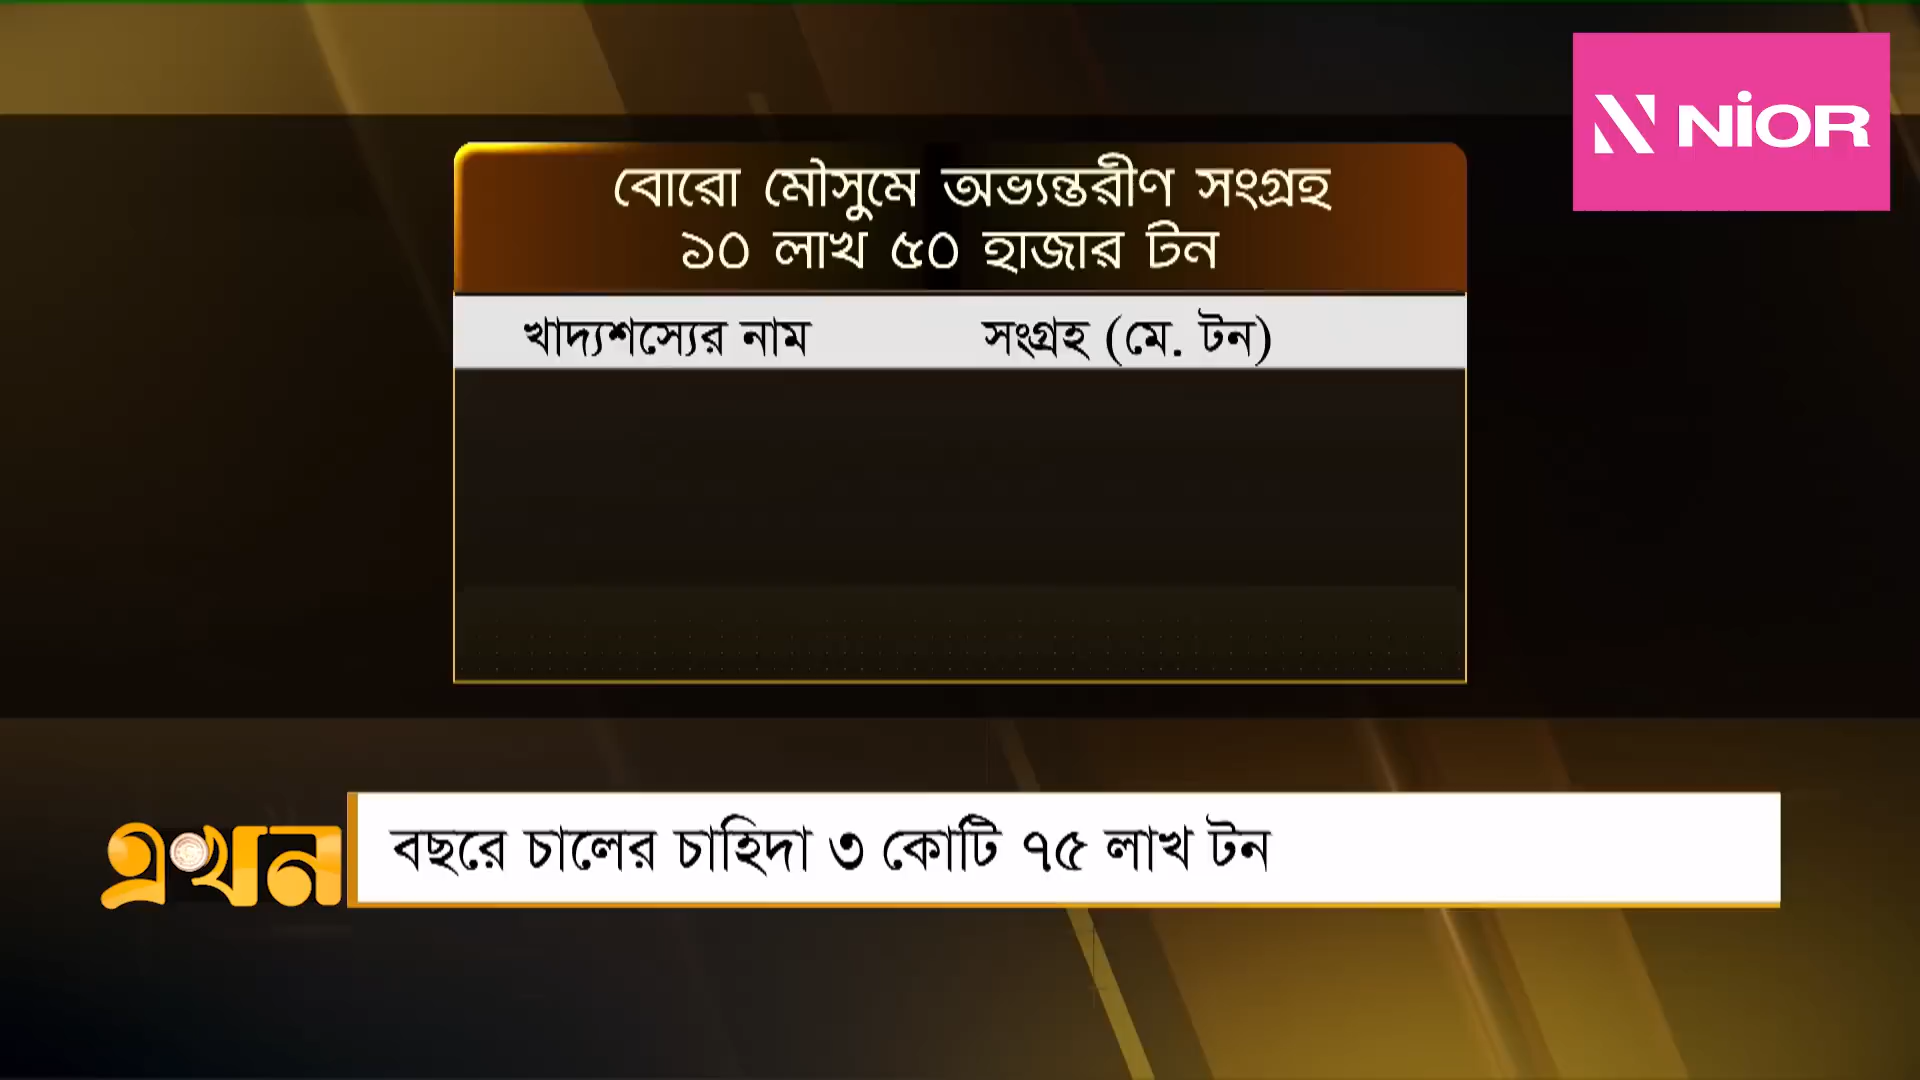 NiOR
বোরো মৌসুমে অভ্যন্তরীণ সংগ্রহ
১০ লাখ ৫০ হাজার টন
খাদ্যশস্যের নাম সংগ্রহ (মে. টন)
এখন
বছরে চালের চাহিদা ৩ কোটি ৭৫ লাখ টন